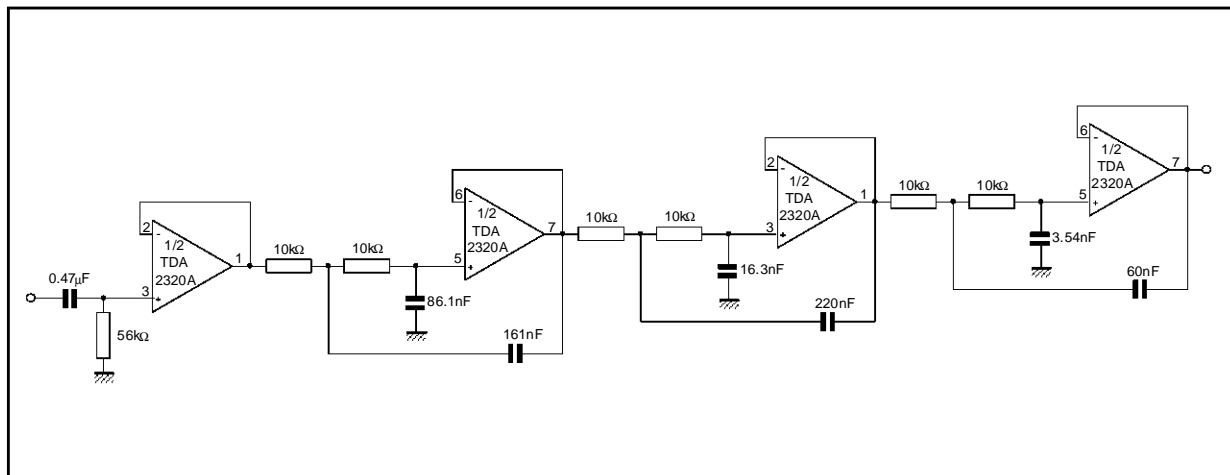 0.47µF
56kΩ
2
3
1
-
+
1/2
TDA
2320A
10kΩ
10kΩ
86.1nF
161nF
6
5
7
-
+
1/2
TDA
2320A
10kΩ
10kΩ
16.3nF
220nF
2
3
1
-
+
1/2
TDA
2320A
10kΩ
10kΩ
3.54nF
60nF
6
5
7
-
+
1/2
TDA
2320A